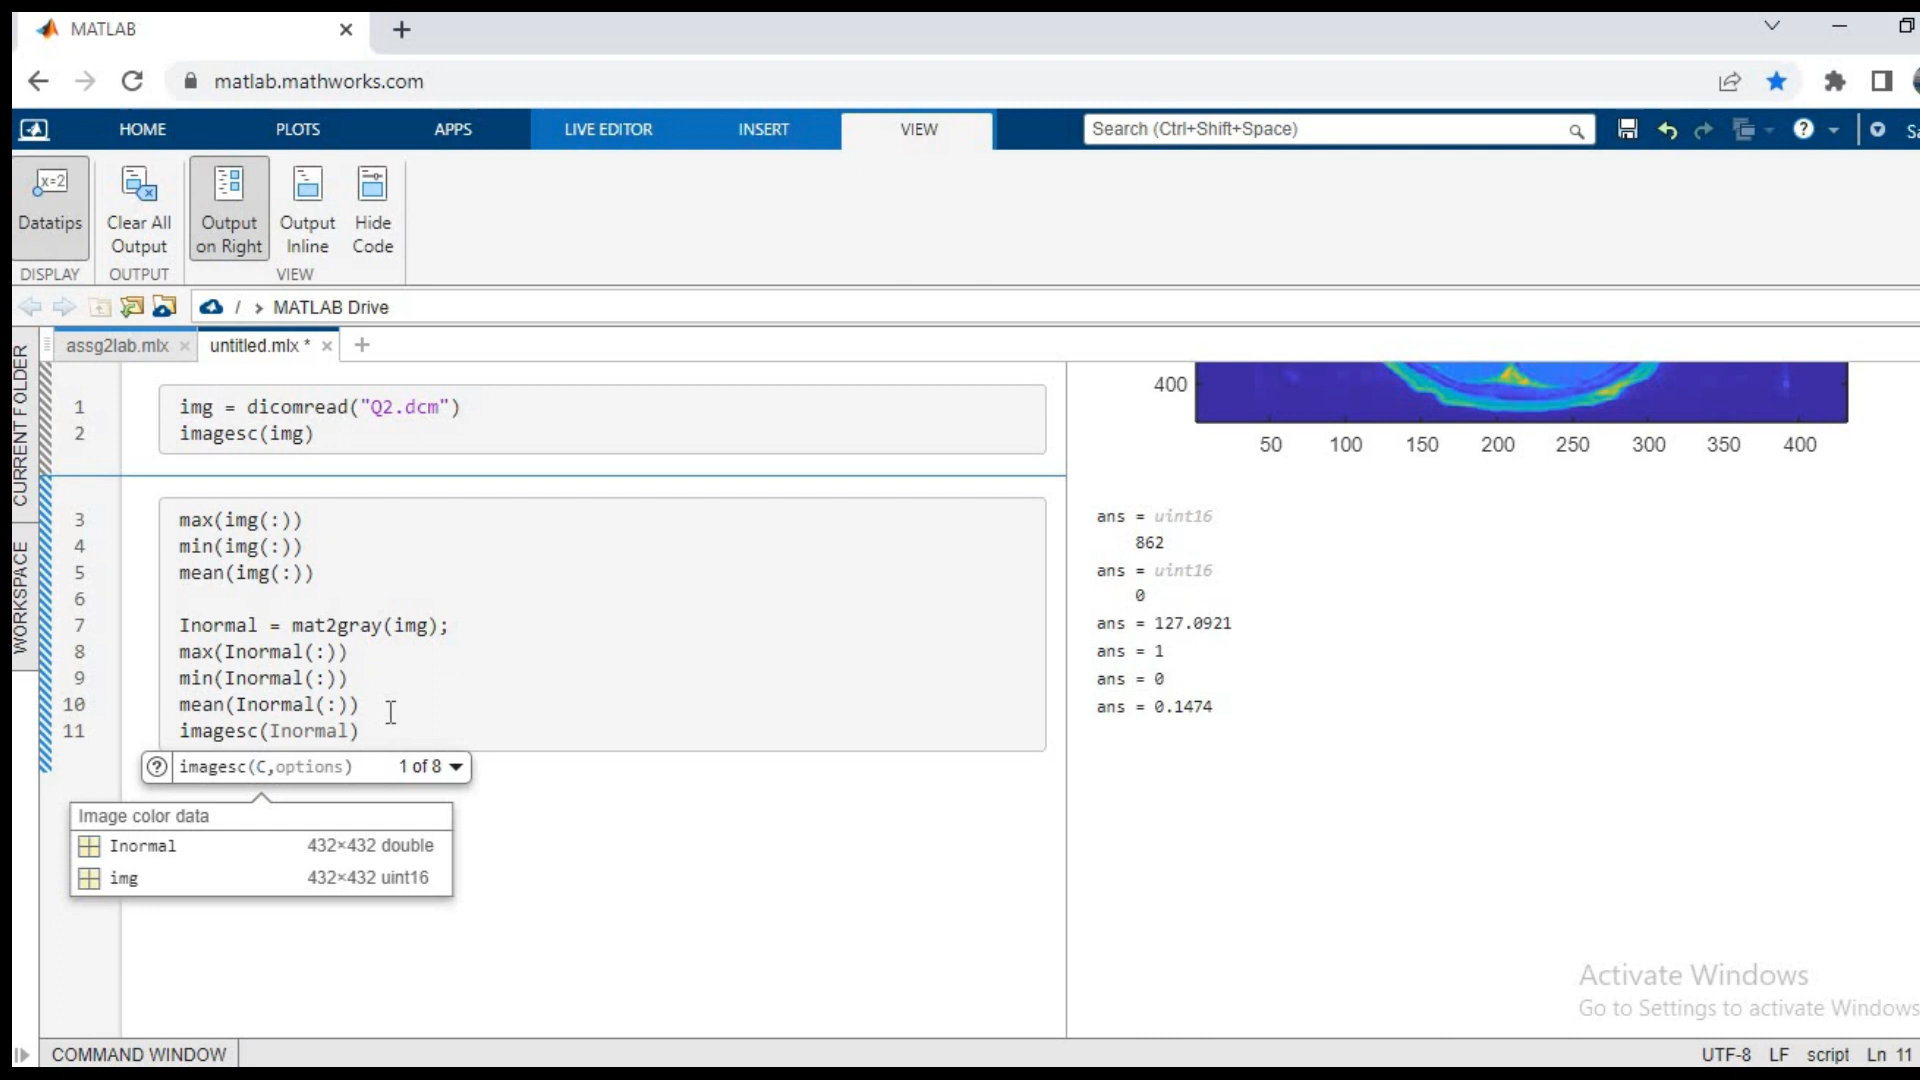 MATLAB
matlab.mathworks.com
HOME PLOTS APPS LIVE EDITOR INSERT VIEW Search (Ctrl+Shift+Space)
x=2
Datatips Clear All Output Output on Right Output Inline Hide Code
DISPLAY OUTPUT VIEW
/ > MATLAB Drive
assg2lab.mlx untitled.mlx *
CURRENT FOLDER
WORKSPACE
1 img = dicomread("Q2.dcm")
2 imagesc(img)
3 max(img(:))
4 min(img(:))
5 mean(img(:))
6
7 Inormal = mat2gray(img);
8 max(Inormal(:))
9 min(Inormal(:))
10 mean(Inormal(:))
11 imagesc(Inormal)
imagesc(C,options) 1 of 8
Image color data
Inormal 432×432 double
img 432×432 uint16
400
50 100 150 200 250 300 350 400
ans = uint16
862
ans = uint16
0
ans = 127.0921
ans = 1
ans = 0
ans = 0.1474
Activate Windows
Go to Settings to activate Windows
COMMAND WINDOW
UTF-8 LF script Ln 11